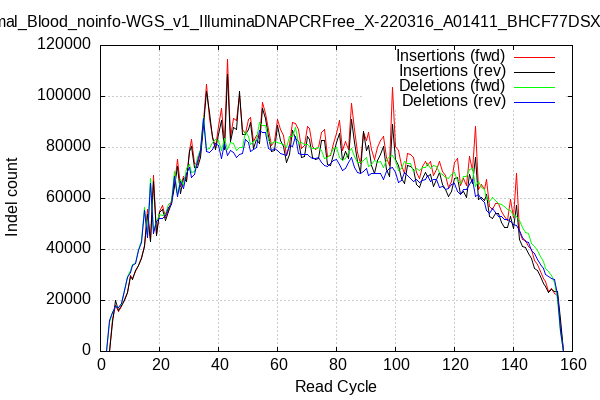 mal_Blood_noinfo-WGS_v1_IlluminaDNAPCRFree_X-220316_A01411_BHCF77DSX
Insertions (fwd)
Insertions (rev)
Deletions (fwd)
Deletions (rev)
120000
100000
80000
60000
40000
20000
0
Indel count
0 20 40 60 80 100 120 140 160
Read Cycle